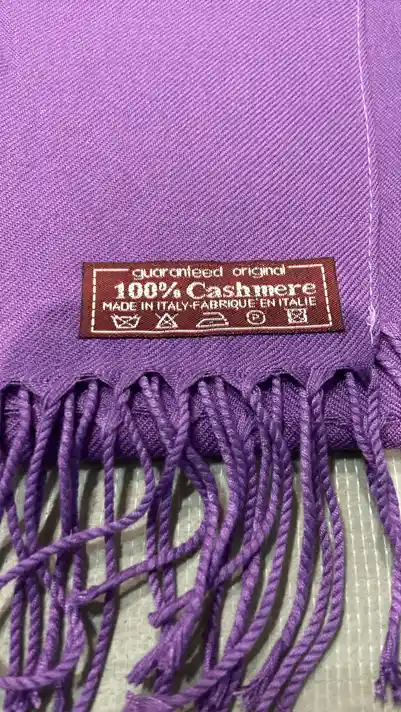 guaranteed original
100% Cashmere
MADE IN ITALY-FABRIQUE'EN ITALIE
P